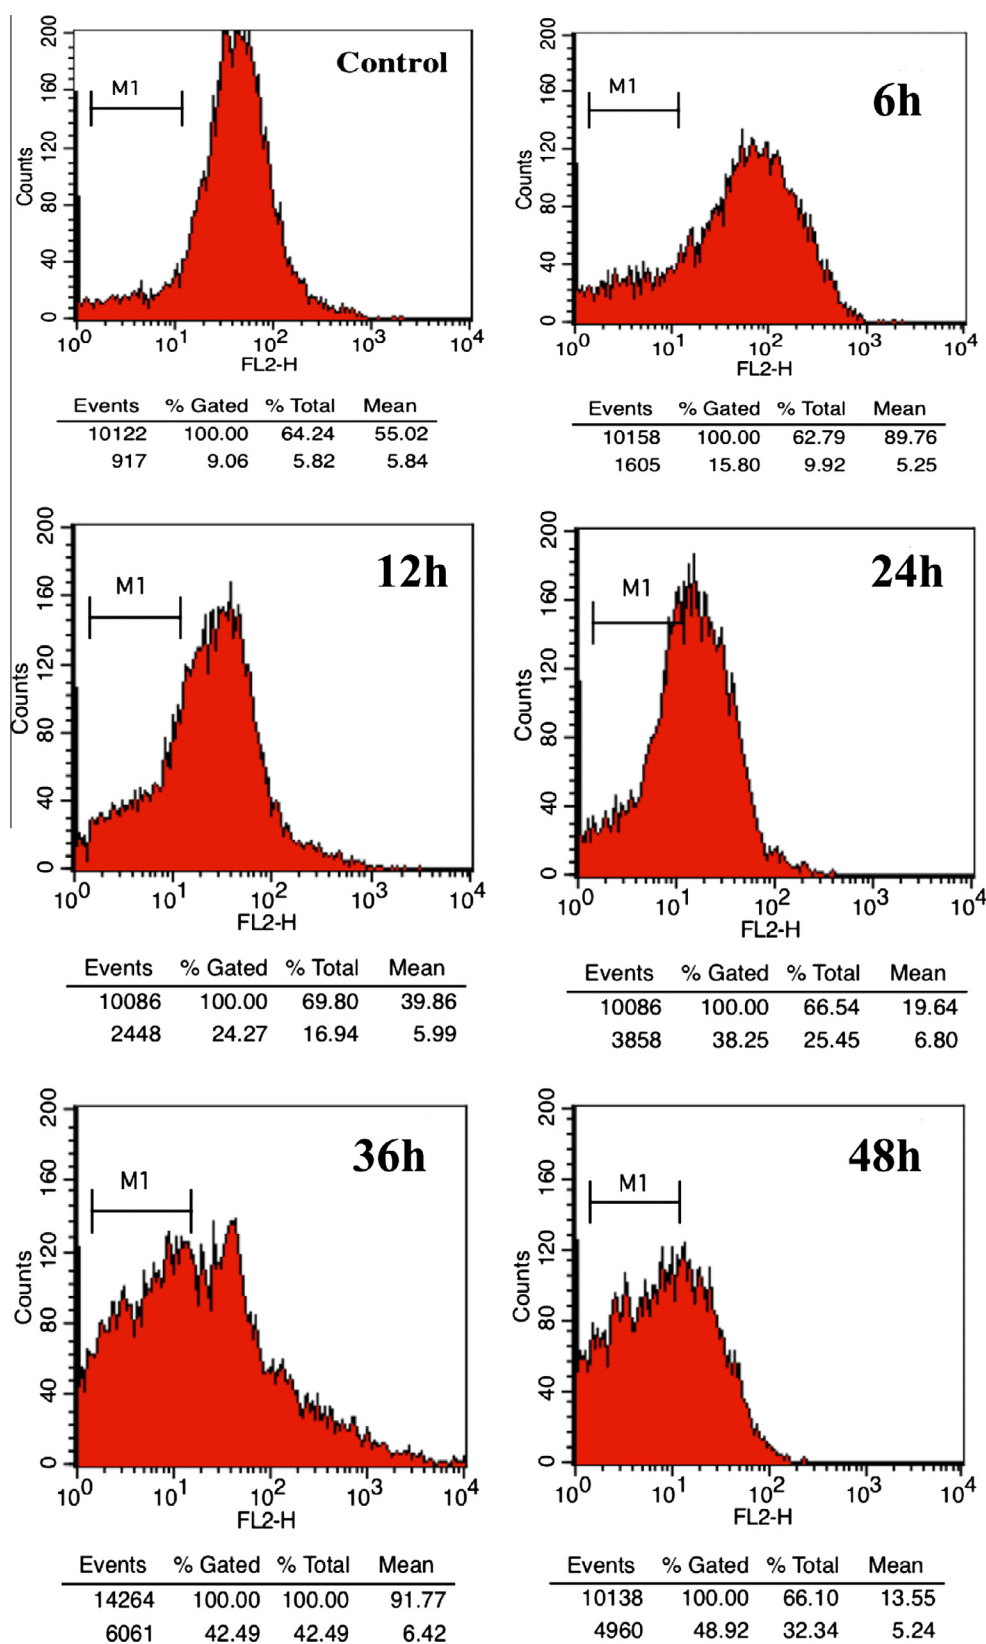 Control
M1
Counts
200
160
120
80
40
0
10^0 10^1 10^2 10^3 10^4
FL2-H
Events % Gated % Total Mean
10122 100.00 64.24 55.02
917 9.06 5.82 5.84
6h
M1
Counts
200
160
120
80
40
0
10^0 10^1 10^2 10^3 10^4
FL2-H
Events % Gated % Total Mean
10158 100.00 62.79 89.76
1605 15.80 9.92 5.25
12h
M1
Counts
200
160
120
80
40
0
10^0 10^1 10^2 10^3 10^4
FL2-H
Events % Gated % Total Mean
10086 100.00 69.80 39.86
2448 24.27 16.94 5.99
24h
M1
Counts
200
160
120
80
40
0
10^0 10^1 10^2 10^3 10^4
FL2-H
Events % Gated % Total Mean
10086 100.00 66.54 19.64
3858 38.25 25.45 6.80
36h
M1
Counts
200
160
120
80
40
0
10^0 10^1 10^2 10^3 10^4
FL2-H
Events % Gated % Total Mean
14264 100.00 100.00 91.77
6061 42.49 42.49 6.42
48h
M1
Counts
200
160
120
80
40
0
10^0 10^1 10^2 10^3 10^4
FL2-H
Events % Gated % Total Mean
10138 100.00 66.10 13.55
4960 48.92 32.34 5.24